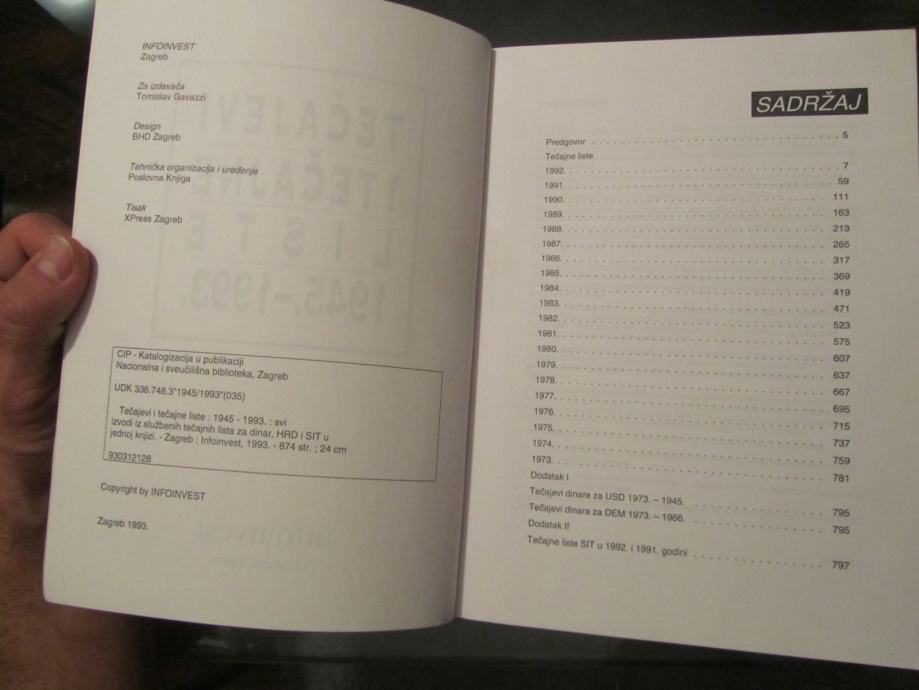 INFOINVEST
Zagreb
Za izdavača
Tomislav Gavazzi
Design
BHD Zagreb
Tehnička organizacija i uređenje
Poslovna Knjiga
Tisak
XPress Zagreb
CIP - Katalogizacija u publikaciji
Nacionalna i sveučilišna biblioteka, Zagreb
UDK 336.748.3"1945/1993"(035)
Tečajevi i tečajne liste : 1945 - 1993. : svi
izvodi iz službenih tečajnih lista za dinar, HRD i SIT u
jednoj knjizi. - Zagreb : Infoinvest, 1993. - 874 str. ; 24 cm
930312128
Copyright by INFOINVEST
Zagreb 1993.
SADRŽAJ
Predgovor . . . . . . . . . . 5
Tečajne liste
1992. . . . . . . . . . . 7
1991. . . . . . . . . . . 59
1990. . . . . . . . . . . 111
1989. . . . . . . . . . . 163
1988. . . . . . . . . . . 213
1987. . . . . . . . . . . 265
1986. . . . . . . . . . . 317
1985. . . . . . . . . . . 369
1984. . . . . . . . . . . 419
1983. . . . . . . . . . . 471
1982. . . . . . . . . . . 523
1981. . . . . . . . . . . 575
1980. . . . . . . . . . . 607
1979. . . . . . . . . . . 637
1978. . . . . . . . . . . 667
1977. . . . . . . . . . . 695
1976. . . . . . . . . . . 715
1975. . . . . . . . . . . 737
1974. . . . . . . . . . . 759
1973. . . . . . . . . . . 781
Dodatak I
Tečajevi dinara za USD 1973. – 1945. . . . . . . . . . . 795
Tečajevi dinara za DEM 1973. – 1966. . . . . . . . . . . 795
Dodatak II
Tečajne liste SIT u 1992. i 1991. godini . . . . . . . . . . 797